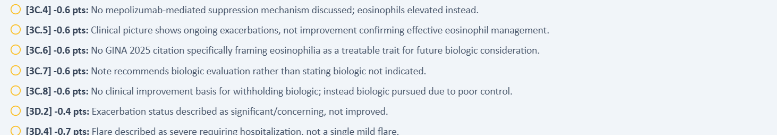 [3C.4] -0.6 pts: No mepolizumab-mediated suppression mechanism discussed; eosinophils elevated instead.
[3C.5] -0.6 pts: Clinical picture shows ongoing exacerbations, not improvement confirming effective eosinophil management.
[3C.6] -0.6 pts: No GINA 2025 citation specifically framing eosinophilia as a treatable trait for future biologic consideration.
[3C.7] -0.6 pts: Note recommends biologic evaluation rather than stating biologic not indicated.
[3C.8] -0.6 pts: No clinical improvement basis for withholding biologic; instead biologic pursued due to poor control.
[3D.2] -0.4 pts: Exacerbation status described as significant/concerning, not improved.
[3D.4] -0.7 pts: Flare described as severe requiring hospitalization, not a single mild flare.